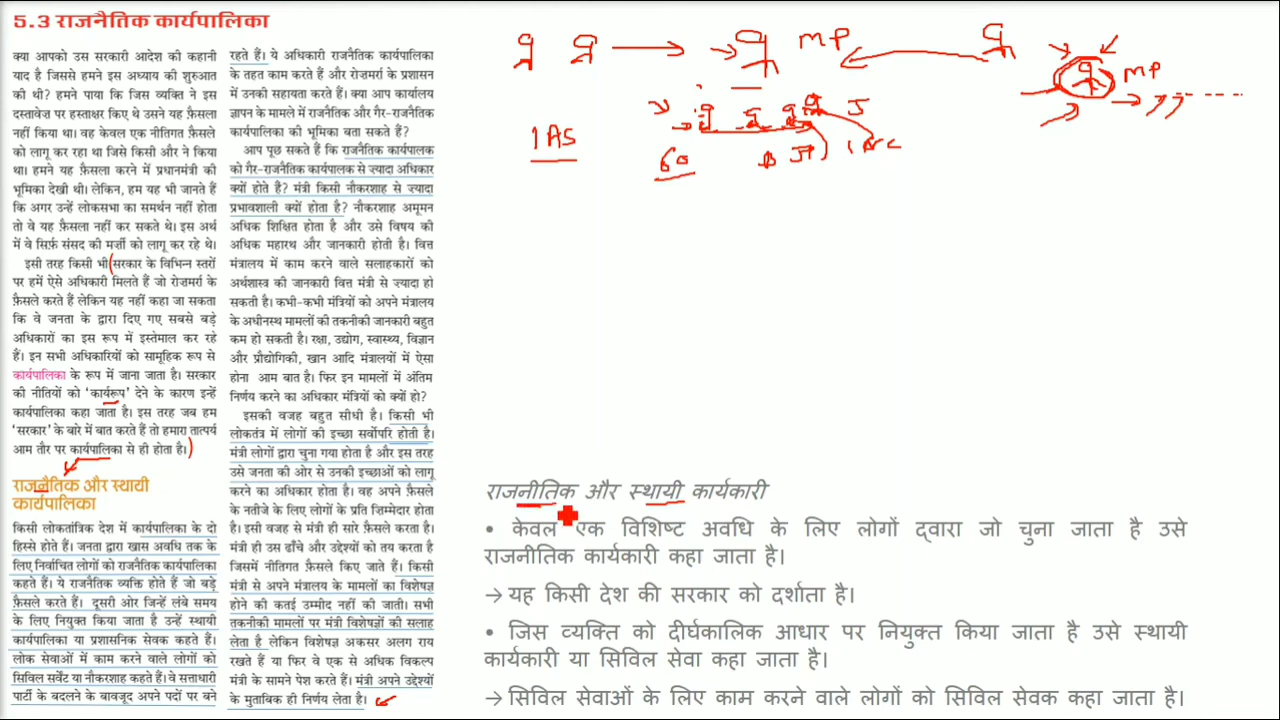 5.3 राजनैतिक कार्यपालिका
क्या आपको उस सरकारी आदेश की कहानी
याद है जिससे हमने इस अध्याय की शुरुआत
की थी? हमने पाया कि जिस व्यक्ति ने इस
दस्तावेज़ पर हस्ताक्षर किए थे उसने यह फ़ैसला
नहीं किया था। वह केवल एक नीतिगत फ़ैसले
को लागू कर रहा था जिसे किसी और ने किया
था। हमने यह फ़ैसला करने में प्रधानमंत्री की
भूमिका देखी थी। लेकिन, हम यह भी जानते हैं
कि अगर उन्हें लोकसभा का समर्थन नहीं होता
तो वे यह फ़ैसला नहीं कर सकते थे। इस अर्थ
में वे सिर्फ़ संसद की मर्ज़ी को लागू कर रहे थे।
इसी तरह किसी भी सरकार के विभिन्न स्तरों
पर हमें ऐसे अधिकारी मिलते हैं जो रोज़मर्रा के
फ़ैसले करते हैं लेकिन यह नहीं कहा जा सकता
कि वे जनता के द्वारा दिए गए सबसे बड़े
अधिकारों का इस रूप में इस्तेमाल कर रहे
हैं। इन सभी अधिकारियों को सामूहिक रूप से
कार्यपालिका के रूप में जाना जाता है। सरकार
की नीतियों को 'कार्यरूप' देने के कारण इन्हें
कार्यपालिका कहा जाता है। इस तरह जब हम
'सरकार' के बारे में बात करते हैं तो हमारा तात्पर्य
आम तौर पर कार्यपालिका से ही होता है।
राजनैतिक और स्थायी
कार्यपालिका
किसी लोकतांत्रिक देश में कार्यपालिका के दो
हिस्से होते हैं। जनता द्वारा खास अवधि तक के
लिए निर्वाचित लोगों को राजनैतिक कार्यपालिका
कहते हैं। ये राजनैतिक व्यक्ति होते हैं जो बड़े
फ़ैसले करते हैं। दूसरी ओर जिन्हें लंबे समय
के लिए नियुक्त किया जाता है उन्हें स्थायी
कार्यपालिका या प्रशासनिक सेवक कहते हैं।
लोक सेवाओं में काम करने वाले लोगों को
सिविल सर्वेंट या नौकरशाह कहते हैं। वे सत्ताधारी
पार्टी के बदलने के बावजूद अपने पदों पर बने
रहते हैं। ये अधिकारी राजनैतिक कार्यपालिका
के तहत काम करते हैं और रोज़मर्रा के प्रशासन
में उनकी सहायता करते हैं। क्या आप कार्यालय
ज्ञापन के मामले में राजनैतिक और गैर-राजनैतिक
कार्यपालिका की भूमिका बता सकते हैं?
आप पूछ सकते हैं कि राजनैतिक कार्यपालक
को गैर-राजनैतिक कार्यपालक से ज़्यादा अधिकार
क्यों होते है? मंत्री किसी नौकरशाह से ज़्यादा
प्रभावशाली क्यों होता है? नौकरशाह अमूमन
अधिक शिक्षित होता है और उसे विषय की
अधिक महारथ और जानकारी होती है। वित्त
मंत्रालय में काम करने वाले सलाहकारों को
अर्थशास्त्र की जानकारी वित्त मंत्री से ज़्यादा हो
सकती है। कभी-कभी मंत्रियों को अपने मंत्रालय
के अधीनस्थ मामलों की तकनीकी जानकारी बहुत
कम हो सकती है। रक्षा, उद्योग, स्वास्थ्य, विज्ञान
और प्रौद्योगिकी, खान आदि मंत्रालयों में ऐसा
होना आम बात है। फिर इन मामलों में अंतिम
निर्णय करने का अधिकार मंत्रियों को क्यों हो?
इसकी वजह बहुत सीधी है। किसी भी
लोकतंत्र में लोगों की इच्छा सर्वोपरि होती है।
मंत्री लोगों द्वारा चुना गया होता है और इस तरह
उसे जनता की ओर से उनकी इच्छाओं को लागू
करने का अधिकार होता है। वह अपने फ़ैसले
के नतीजे के लिए लोगों के प्रति ज़िम्मेदार होता
है। इसी वजह से मंत्री ही सारे फ़ैसले करता है।
मंत्री ही उस ढाँचे और उद्देश्यों को तय करता है
जिसमें नीतिगत फ़ैसले किए जाते हैं। किसी
मंत्री से अपने मंत्रालय के मामलों का विशेषज्ञ
होने की कतई उम्मीद नहीं की जाती। सभी
तकनीकी मामलों पर मंत्री विशेषज्ञों की सलाह
लेता है लेकिन विशेषज्ञ अकसर अलग राय
रखते हैं या फिर वे एक से अधिक विकल्प
मंत्री के सामने पेश करते हैं। मंत्री अपने उद्देश्यों
के मुताबिक ही निर्णय लेता है।
MP
MP
IAS
60
राजनीतिक और स्थायी कार्यकारी
• केवल एक विशिष्ट अवधि के लिए लोगों द्वारा जो चुना जाता है उसे
राजनीतिक कार्यकारी कहा जाता है।
→ यह किसी देश की सरकार को दर्शाता है।
• जिस व्यक्ति को दीर्घकालिक आधार पर नियुक्त किया जाता है उसे स्थायी
कार्यकारी या सिविल सेवा कहा जाता है।
→ सिविल सेवाओं के लिए काम करने वाले लोगों को सिविल सेवक कहा जाता है।